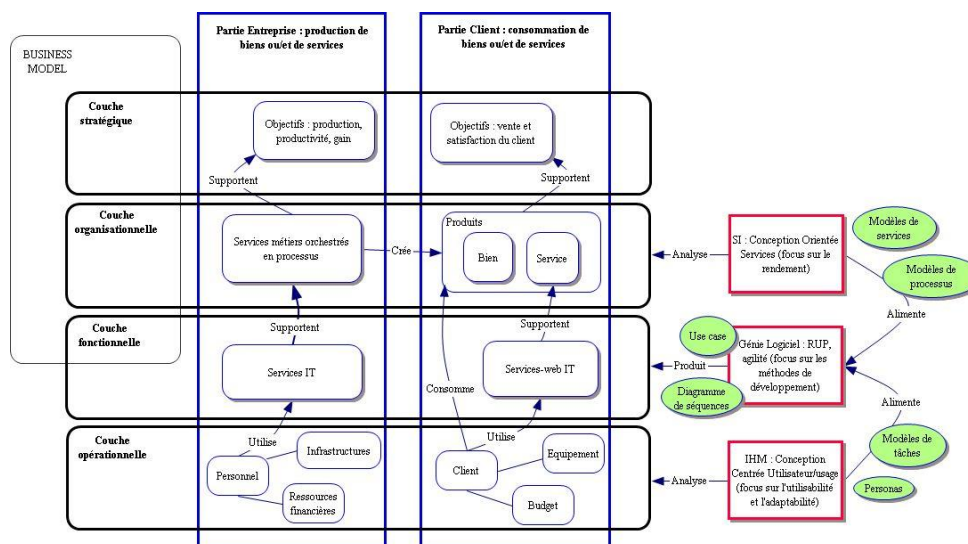 Partie Entreprise : production de
biens ou/et de services
Partie Client : consommation de
biens ou/et de services
BUSINESS
MODEL
Couche
stratégique
Objectifs : production,
productivité, gain
Objectifs : vente et
satisfaction du client
Supportent
Supportent
Couche
organisationnelle
Services métiers orchestrés
en processus
Crée
Produits
Bien
Service
Analyse
SI : Conception Orientée
Services (focus sur le
rendement)
Modèles de
services
Modèles de
processus
Alimente
Couche
fonctionnelle
Supportent
Services IT
Supportent
Services-web IT
Consomme
Produit
Use case
Génie Logiciel : RUP,
agilité (focus sur les
méthodes de
développement)
Diagramme
de séquences
Alimente
Couche
opérationnelle
Utilise
Personnel
Infrastructures
Ressources
financières
Utilise
Client
Equipement
Budget
Analyse
IHM : Conception
Centrée Utilisateur/usage
(focus sur l'utilisabilité
et l'adaptabilité)
Modèles de
tâches
Personas